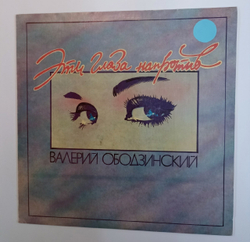 Эти глаза напротив
ВАЛЕРИЙ ОБОДЗИНСКИЙ